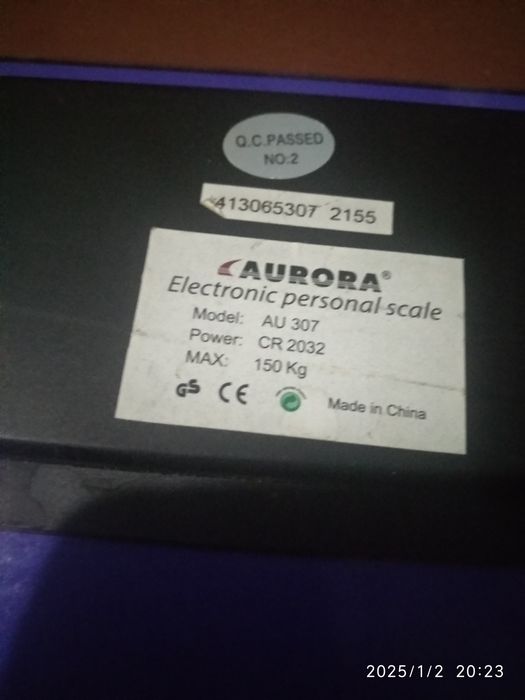 Q.C.PASSED
NO:2
413065307 2155
AURORA®
Electronic personal scale
Model: AU 307
Power: CR 2032
MAX: 150 Kg
GS CE
Made in China
2025/1/2 20:23